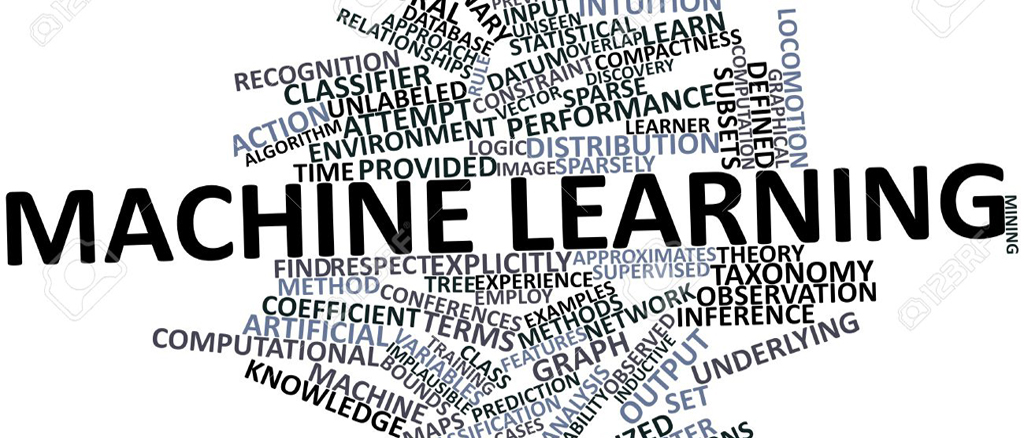 INPUT
INTUITION
UNSEEN
DATABASE
STATISTICAL
LEARN
APPROACH
OVERLAP
RELATIONSHIPS
RULE
DATUM
COMPACTNESS
LOCOMOTION
RECOGNITION
CLASSIFIER
CONSTRAINT
DISCOVERY
COMPUTATION
DEFINED
GRAPHICAL
UNLABELED
VECTOR
SPARSE
SUBSETS
ACTION
ATTEMPT
PERFORMANCE
ALGORITHM
ENVIRONMENT
LEARNER
LOGIC
DISTRIBUTION
TIME
PROVIDED
IMAGE
SPARSELY
MACHINE LEARNING
MINING
FIND
RESPECT
EXPLICITLY
APPROXIMATES
THEORY
METHOD
TREE
EXPERIENCE
SUPERVISED
TAXONOMY
CONFERENCES
EMPLOY
EXAMPLES
OBSERVATION
COEFFICIENT
TERMS
METHODS
NETWORK
INFERENCE
ARTIFICIAL
VARIABLES
FEATURES
COMPUTATIONAL
TRAINING
CLASS
GRAPH
OBSERVED
OUTPUT
UNDERLYING
IMPLAUSIBLE
INDUCTIVE
KNOWLEDGE
MACHINE
BOUNDS
PREDICTION
ANALYSIS
SET
MAPS
CASES
123RF